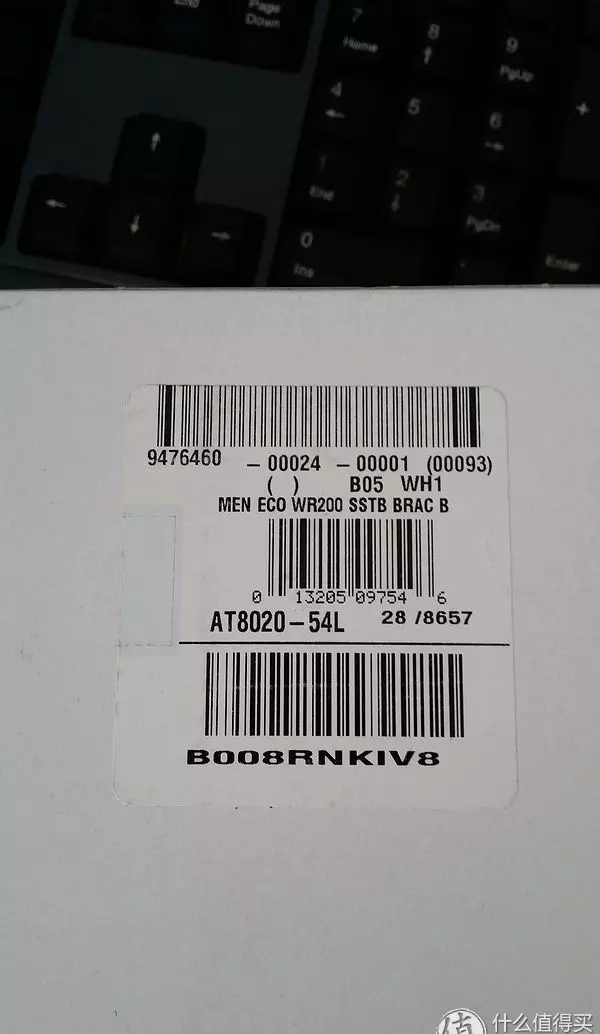 End
Page
Down
7
Home
8
↑
9
PgUp
+
4
←
5
6
→
1
End
2
↓
3
PgDn
0
Ins
.
Enter
↑
←
↓
→
9476460 -00024 -00001 (00093)
( ) B05 WH1
MEN ECO WR200 SSTB BRAC B
0 13205 09754 6
AT8020-54L 28 /8657
B008RNKIV8
值 什么值得买